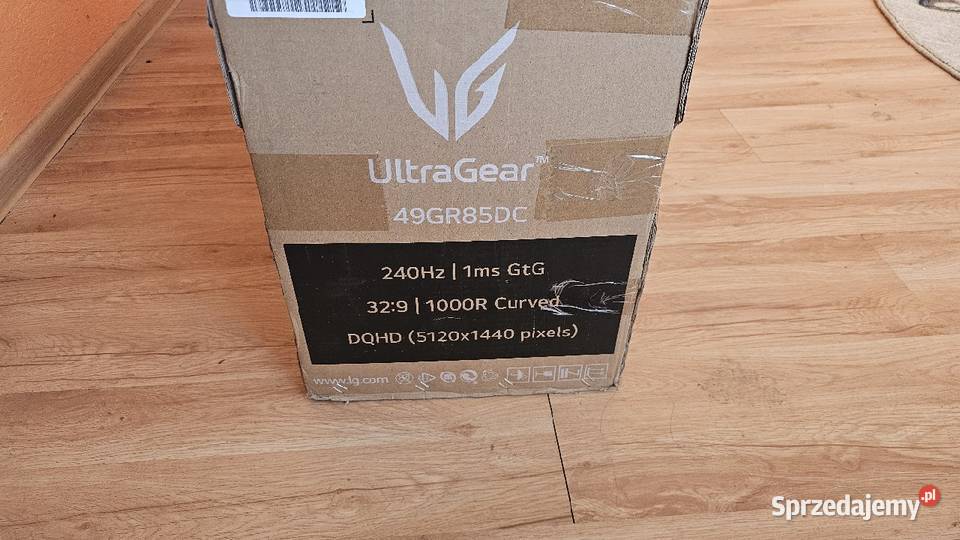 UltraGear™
49GR85DC
240Hz | 1ms GtG
32:9 | 1000R Curved
DQHD (5120x1440 pixels)
www.lg.com
Sprzedajemy.pl